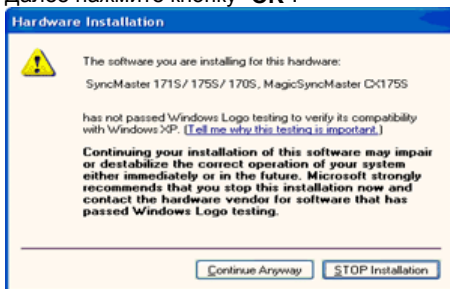 Далее нажмите кнопку "OK".
Hardware Installation
The software you are installing for this hardware:
SyncMaster 171S/ 175S/ 170S, MagicSyncMaster CX175S
has not passed Windows Logo testing to verify its compatibility
with Windows XP. (Tell me why this testing is important.)
Continuing your installation of this software may impair
or destabilize the correct operation of your system
either immediately or in the future. Microsoft strongly
recommends that you stop this installation now and
contact the hardware vendor for software that has
passed Windows Logo testing.
Continue Anyway
STOP Installation